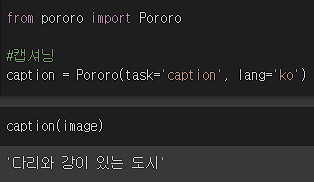 from pororo import Pororo
#캡셔닝
caption = Pororo(task='caption', lang='ko')
caption(image)
'다리와 강이 있는 도시'